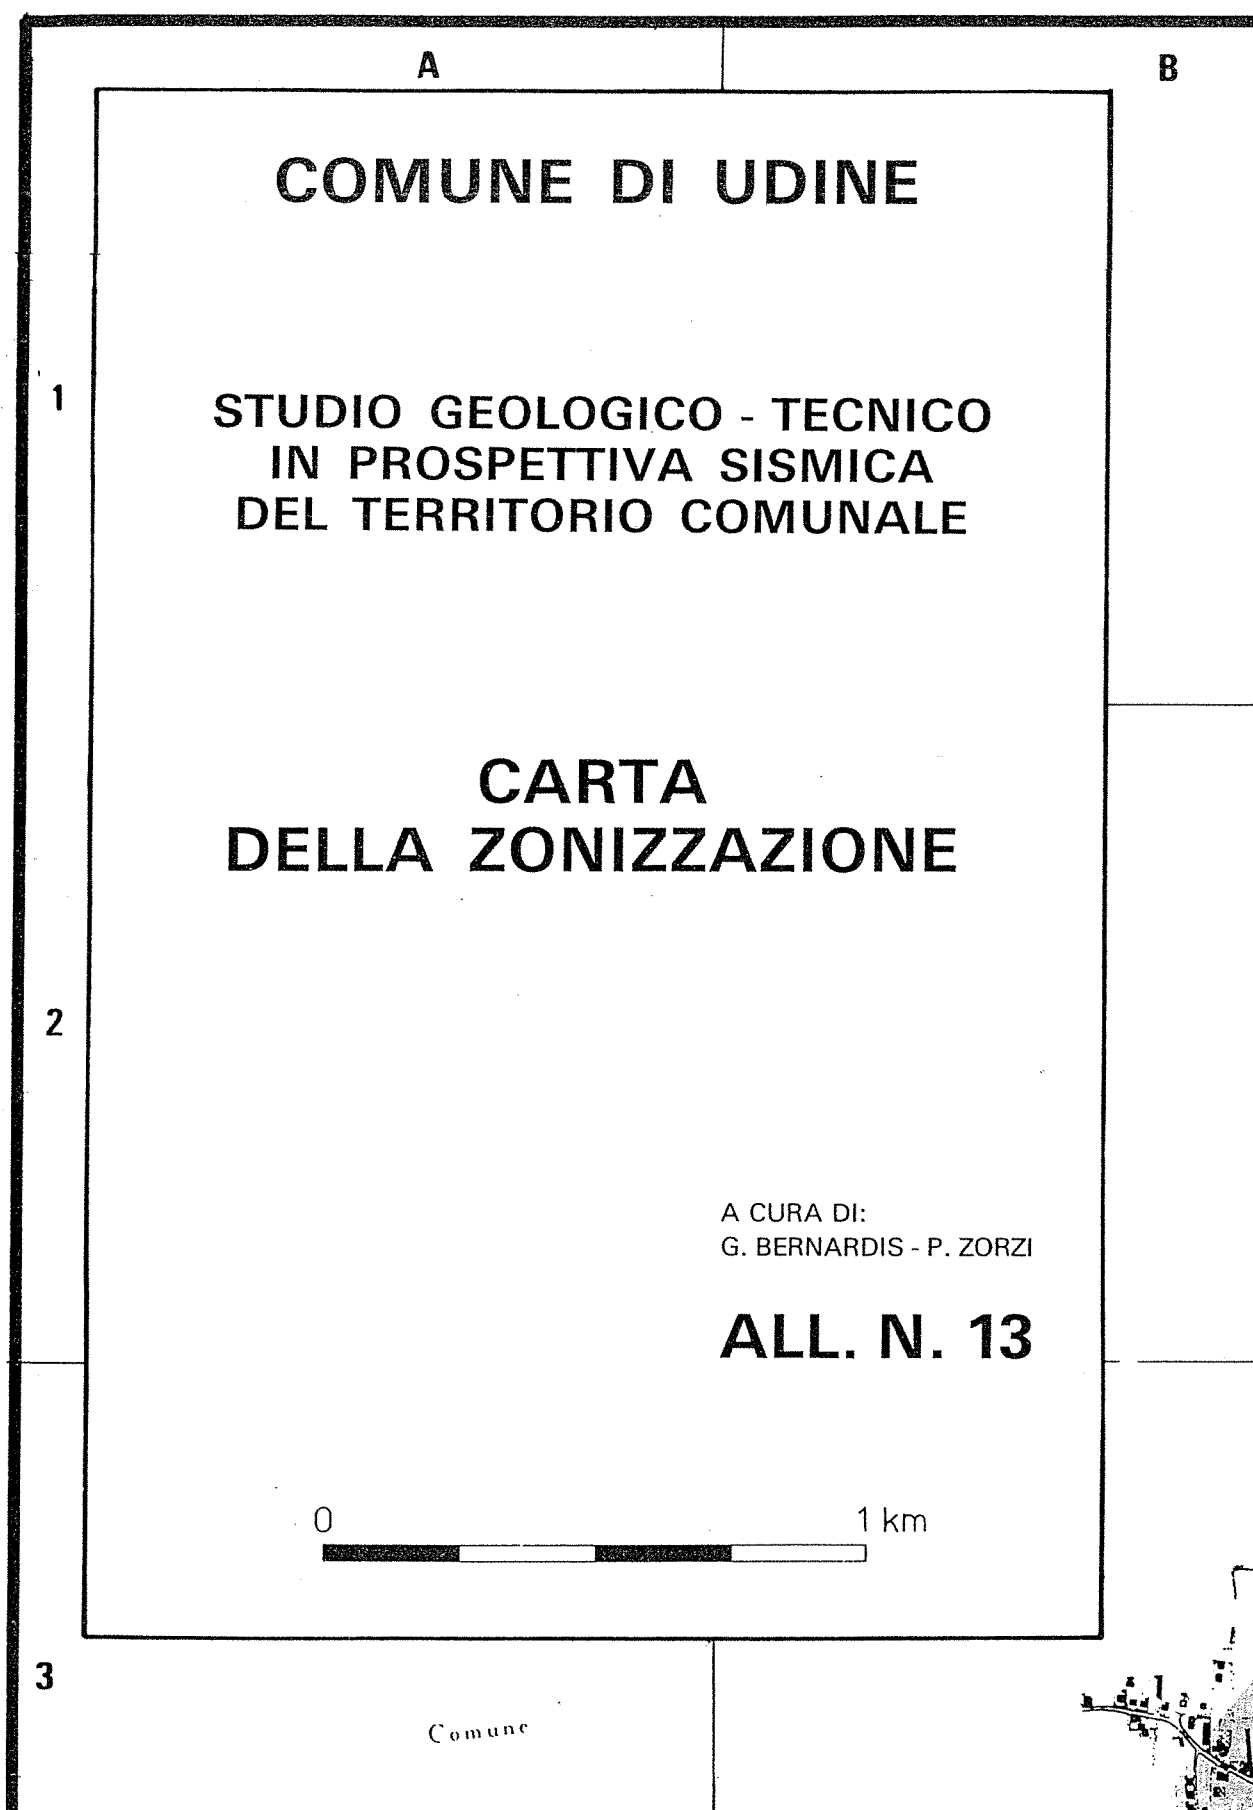 A
B
COMUNE DI UDINE
1
STUDIO GEOLOGICO - TECNICO
IN PROSPETTIVA SISMICA
DEL TERRITORIO COMUNALE
CARTA
DELLA ZONIZZAZIONE
2
A CURA DI:
G. BERNARDIS - P. ZORZI
ALL. N. 13
0 1 km
3
Comune